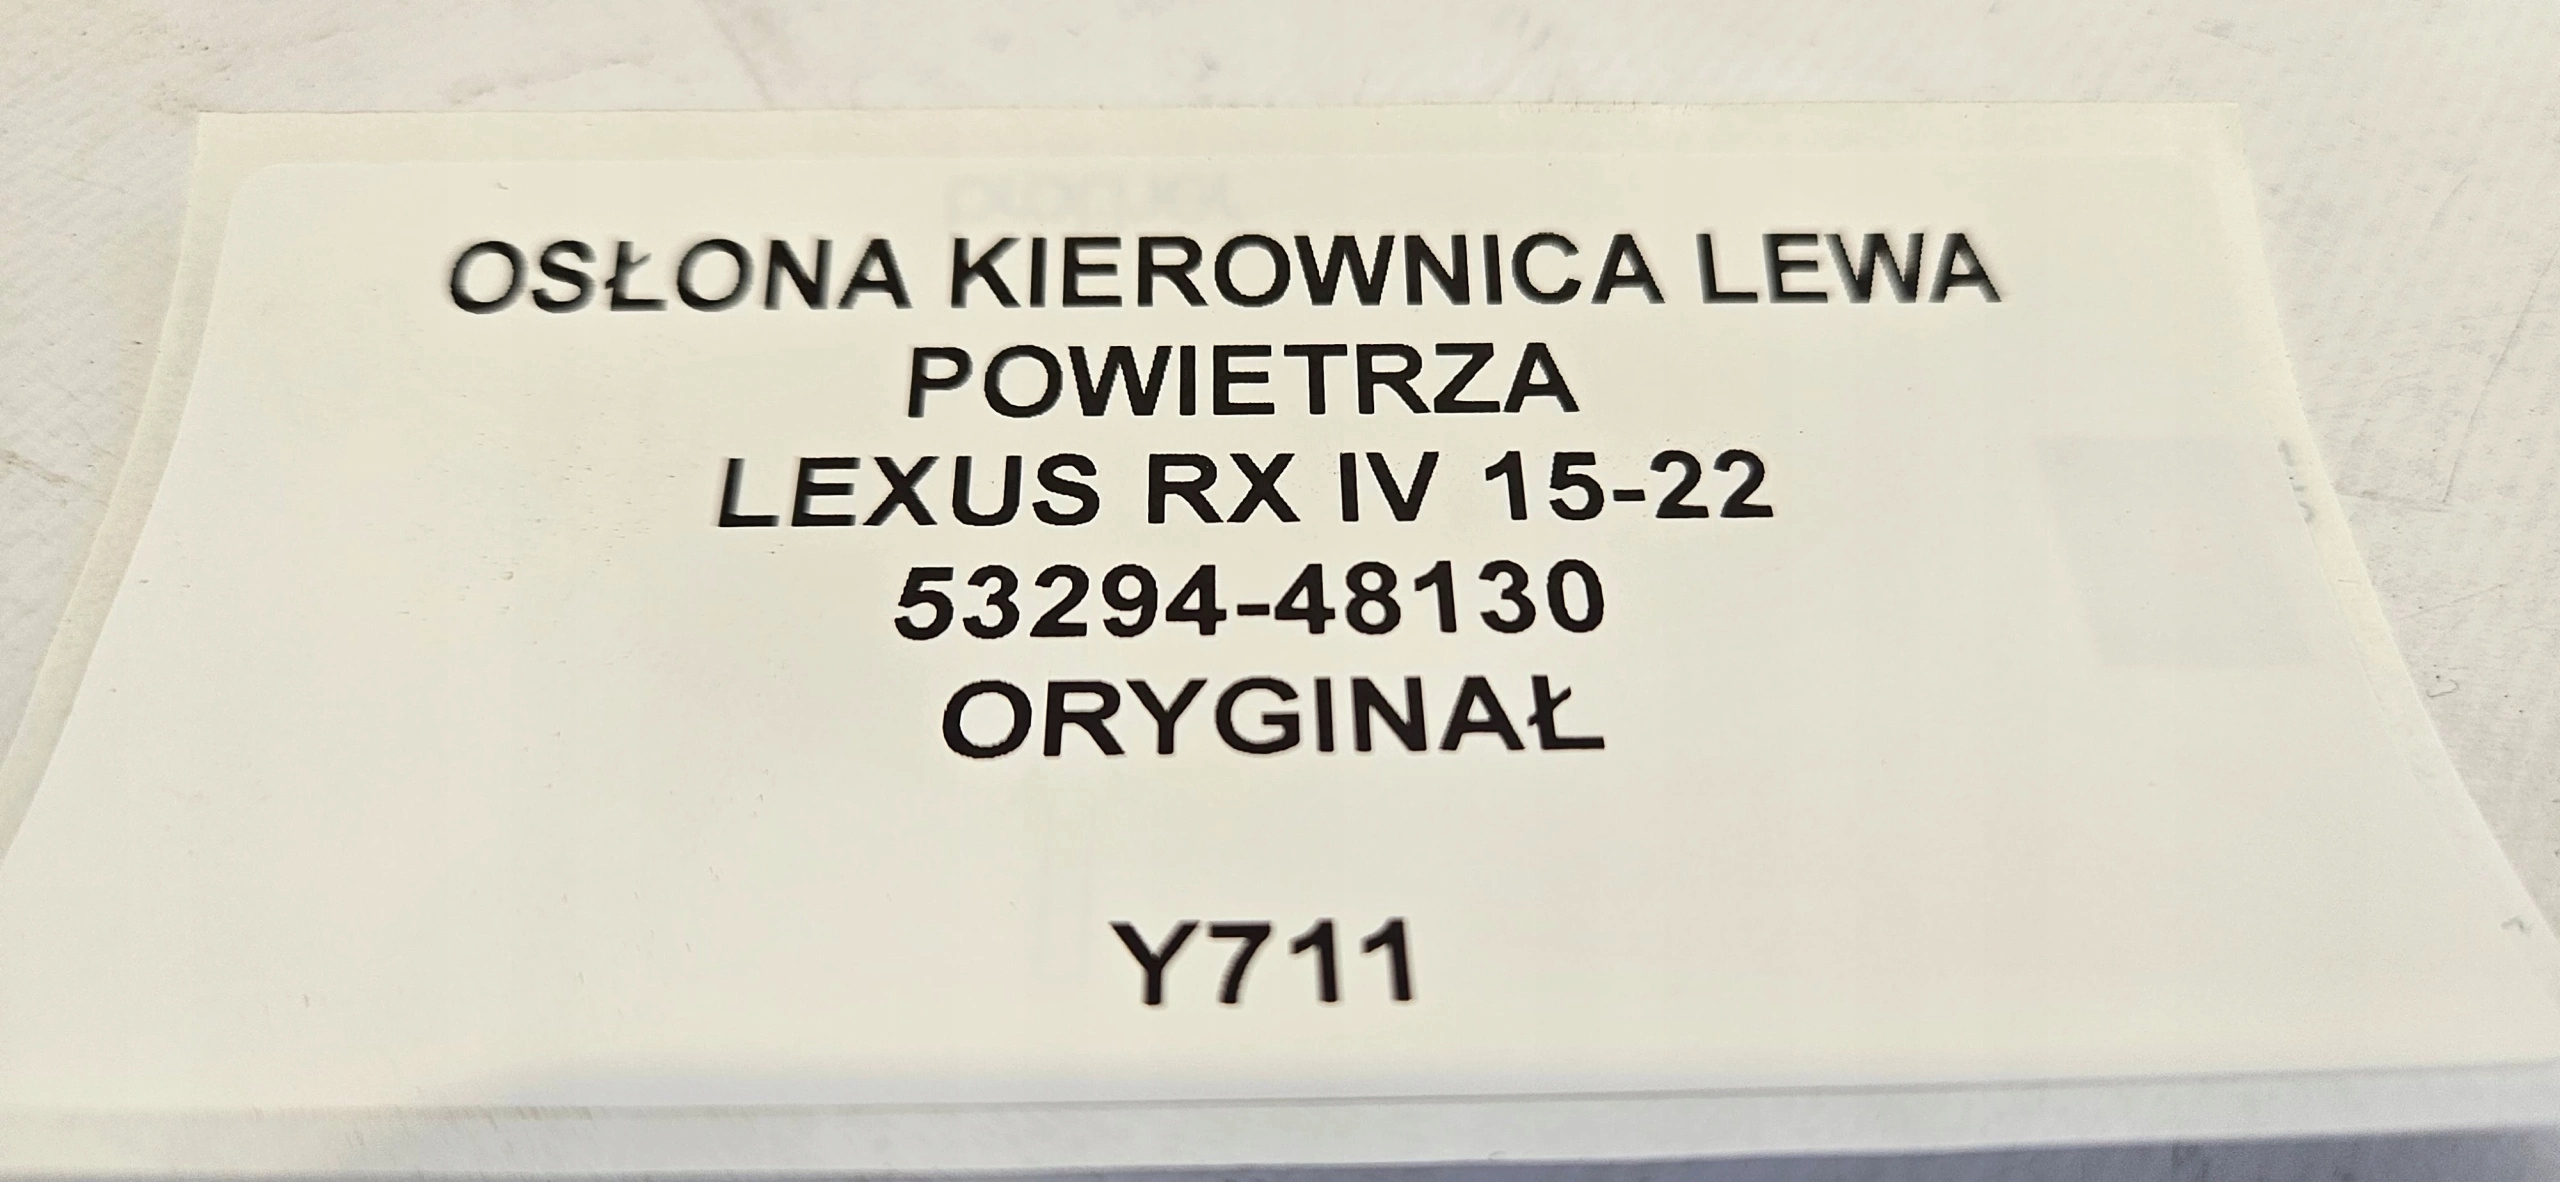 OSŁONA KIEROWNICA LEWA
POWIETRZA
LEXUS RX IV 15-22
53294-48130
ORYGINAŁ
Y711